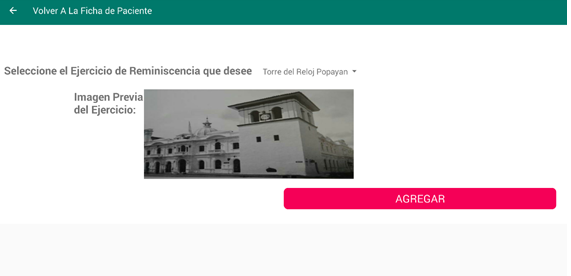 Volver A La Ficha de Paciente
Seleccione el Ejercicio de Reminiscencia que desee Torre del Reloj Popayan
Imagen Previa
del Ejercicio:
AGREGAR